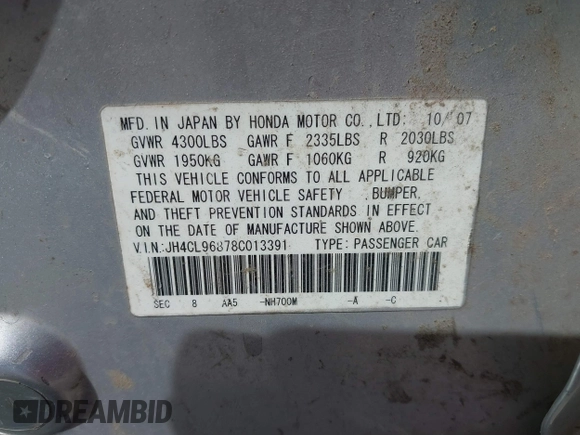 MFD. IN JAPAN BY HONDA MOTOR CO.,LTD: 10/'07
GVWR 4300LBS GAWR F 2335LBS R 2030LBS
GVWR 1950KG GAWR F 1060KG R 920KG
THIS VEHICLE CONFORMS TO ALL APPLICABLE
FEDERAL MOTOR VEHICLE SAFETY , BUMPER,
AND THEFT PREVENTION STANDARDS IN EFFECT
ON THE DATE OF MANUFACTURE SHOWN ABOVE.
V.I.N:JH4CL96878C013391 TYPE: PASSENGER CAR
SEC 8 AA5 -NH700M -A -C
DREAMBID